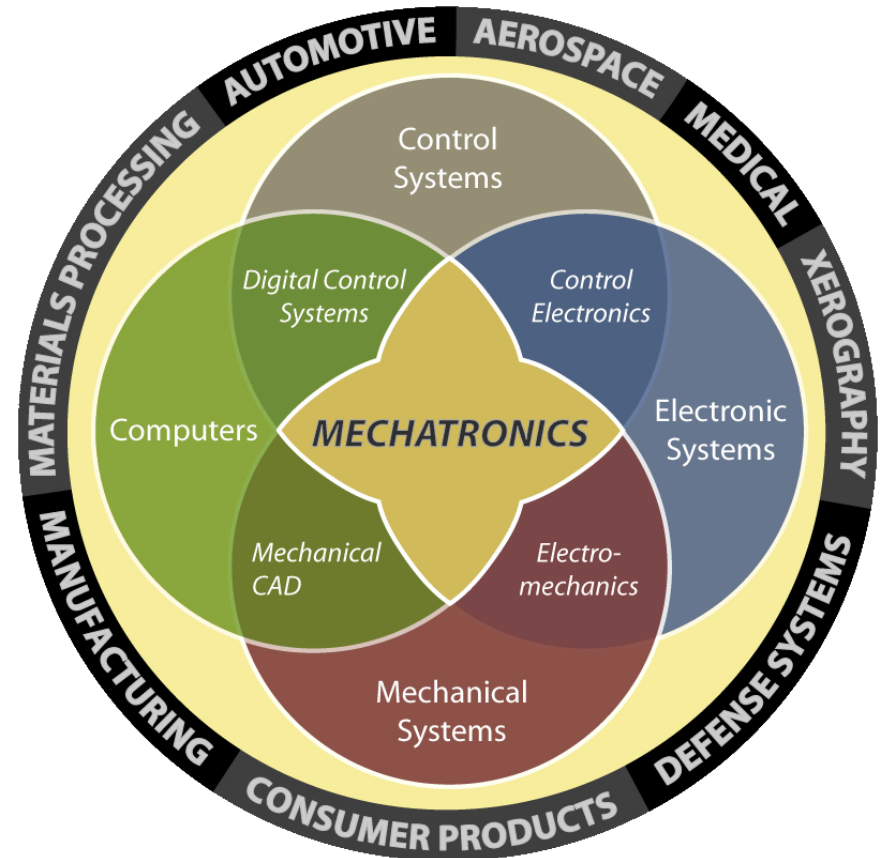 AUTOMOTIVE
AEROSPACE
MEDICAL
XEROGRAPHY
DEFENSE SYSTEMS
CONSUMER PRODUCTS
MANUFACTURING
MATERIALS PROCESSING
Control
Systems
Digital Control
Systems
Control
Electronics
Computers
MECHATRONICS
Electronic
Systems
Mechanical
CAD
Electro-
mechanics
Mechanical
Systems